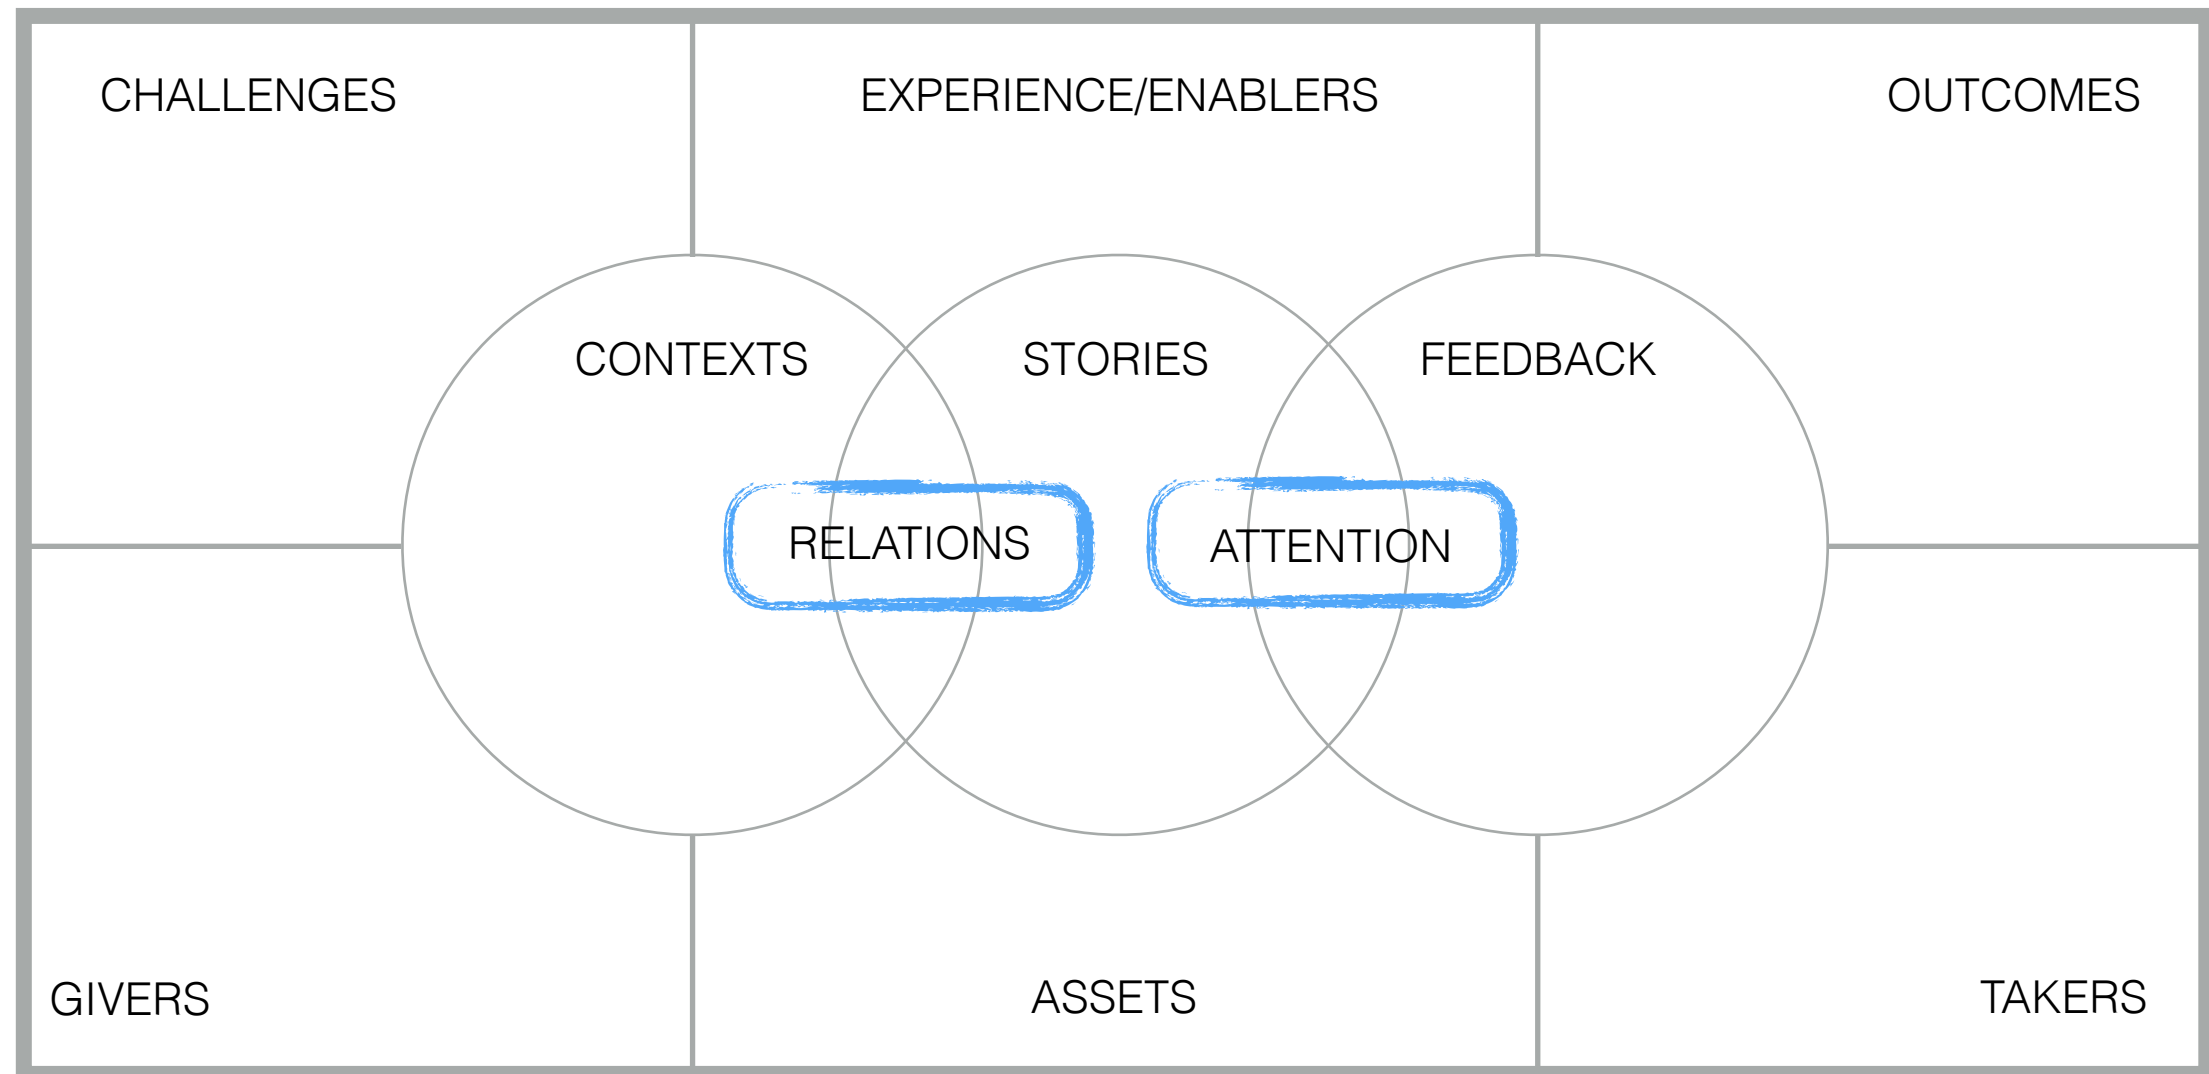 CHALLENGES
EXPERIENCE/ENABLERS
OUTCOMES
CONTEXTS
STORIES
FEEDBACK
RELATIONS
ATTENTION
GIVERS
ASSETS
TAKERS